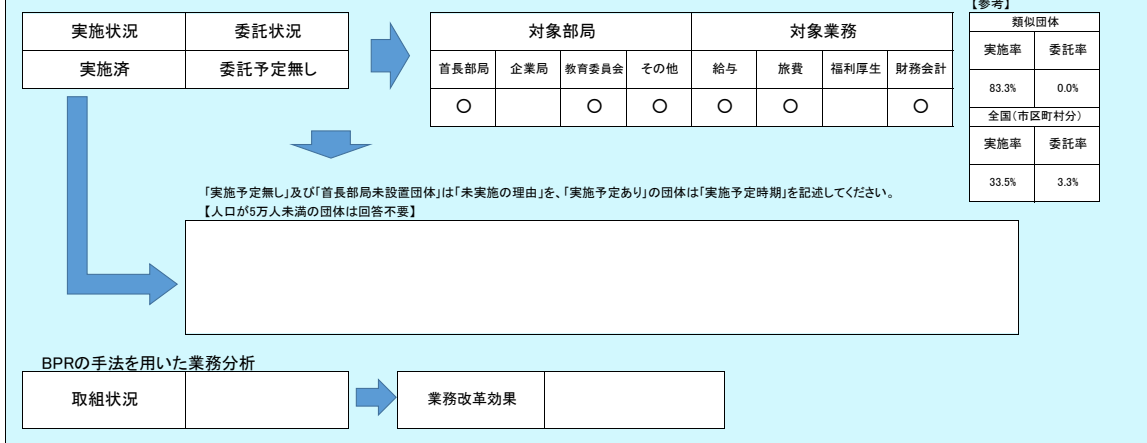 【参考】
実施状況 委託状況
実施済 委託予定無し
対象部局 対象業務
首長部局 企業局 教育委員会 その他 給与 旅費 福利厚生 財務会計
○ ○ ○ ○ ○ ○
類似団体
実施率 委託率
83.3% 0.0%
全国(市区町村分)
実施率 委託率
33.5% 3.3%
「実施予定無し」及び「首長部局未設置団体」は「未実施の理由」を、「実施予定あり」の団体は「実施予定時期」を記述してください。
【人口が5万人未満の団体は回答不要】
BPRの手法を用いた業務分析
取組状況 業務改革効果